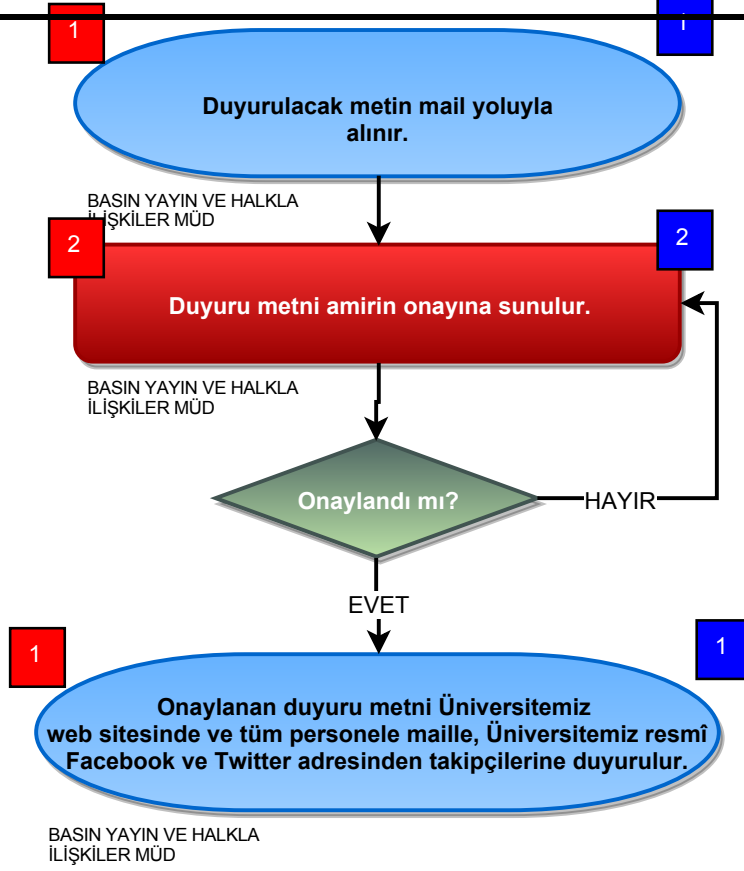 1
1
Duyurulacak metin mail yoluyla
alınır.
BASIN YAYIN VE HALKLA
İLİŞKİLER MÜD
2
2
Duyuru metni amirin onayına sunulur.
BASIN YAYIN VE HALKLA
İLİŞKİLER MÜD
Onaylandı mı?
HAYIR
EVET
1
1
Onaylanan duyuru metni Üniversitemiz
web sitesinde ve tüm personele maille, Üniversitemiz resmî
Facebook ve Twitter adresinden takipçilerine duyurulur.
BASIN YAYIN VE HALKLA
İLİŞKİLER MÜD